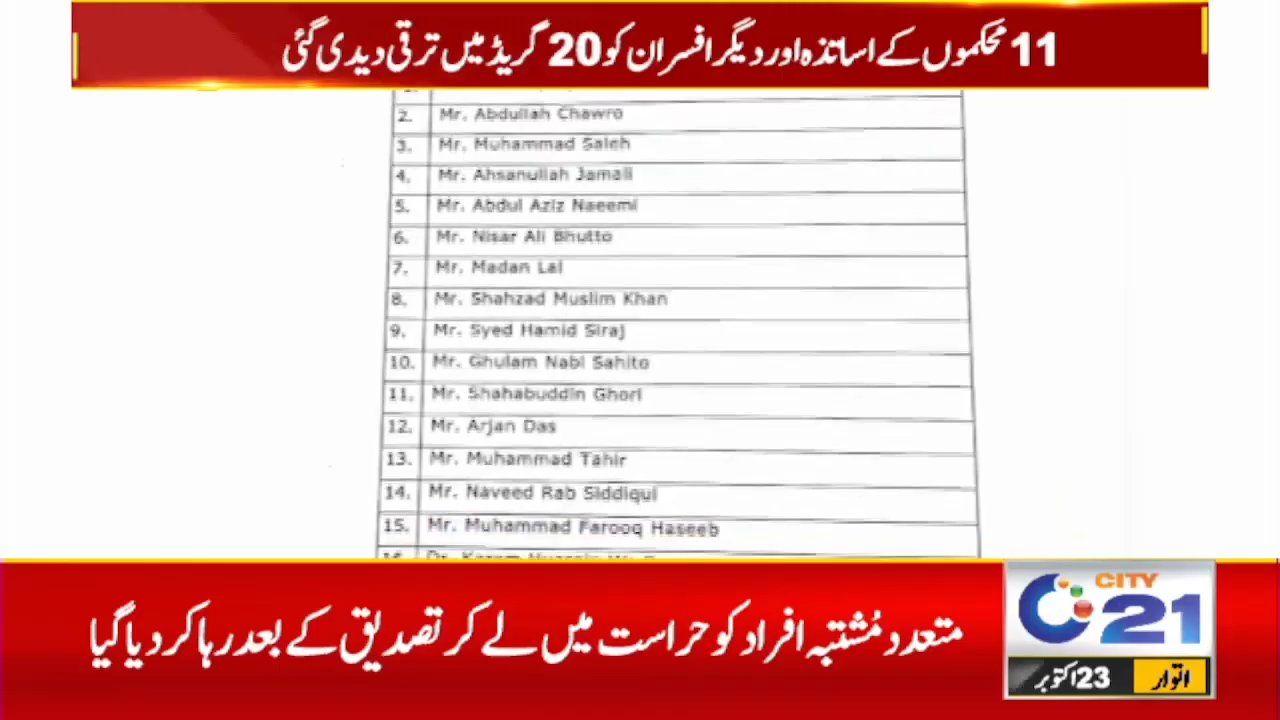 11 محکموں کے اساتذہ اور دیگر افسران کو 20 گریڈ میں ترقی دیدی گئی
2. Mr. Abdullah Chawro
3. Mr. Muhammad Saleh
4. Mr. Ahsanullah Jamali
5. Mr. Abdul Aziz Naeemi
6. Mr. Nisar Ali Bhutto
7. Mr. Madan Lal
8. Mr. Shahzad Muslim Khan
9. Mr. Syed Hamid Siraj
10. Mr. Ghulam Nabi Sahito
11. Mr. Shahabuddin Ghori
12. Mr. Arjan Das
13. Mr. Muhammad Tahir
14. Mr. Naveed Rab Siddiqui
15. Mr. Muhammad Farooq Haseeb
متعدد مُشتبہ افراد کو حراست میں لے کر تصدیق کے بعد رہا کر دیا گیا
CITY
21
اتوار 23 اکتوبر